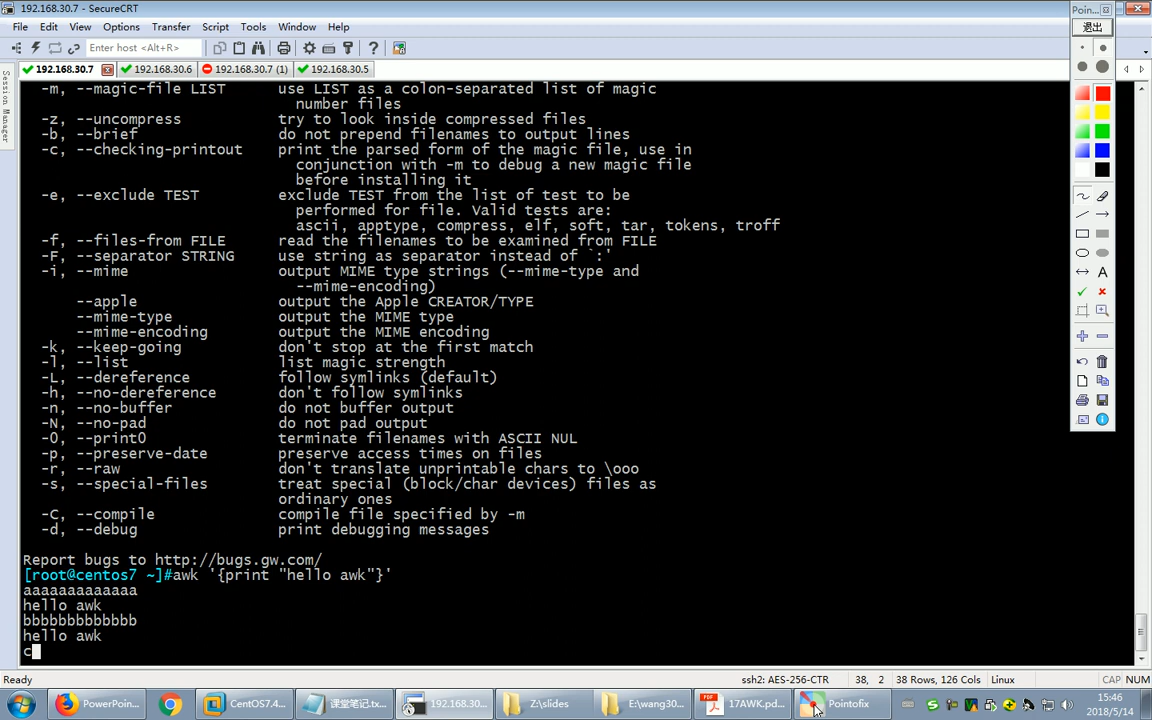 192.168.30.7 - SecureCRT
File Edit View Options Transfer Script Tools Window Help
Enter host <Alt+R>
192.168.30.7 192.168.30.6 192.168.30.7 (1) 192.168.30.5
Session Manager
-m, --magic-file LIST use LIST as a colon-separated list of magic
number files
-z, --uncompress try to look inside compressed files
-b, --brief do not prepend filenames to output lines
-c, --checking-printout print the parsed form of the magic file, use in
conjunction with -m to debug a new magic file
before installing it
-e, --exclude TEST exclude TEST from the list of test to be
performed for file. Valid tests are:
ascii, apptype, compress, elf, soft, tar, tokens, troff
-f, --files-from FILE read the filenames to be examined from FILE
-F, --separator STRING use string as separator instead of `:'
-i, --mime output MIME type strings (--mime-type and
--mime-encoding)
--apple output the Apple CREATOR/TYPE
--mime-type output the MIME type
--mime-encoding output the MIME encoding
-k, --keep-going don't stop at the first match
-l, --list list magic strength
-L, --dereference follow symlinks (default)
-h, --no-dereference don't follow symlinks
-n, --no-buffer do not buffer output
-N, --no-pad do not pad output
-0, --print0 terminate filenames with ASCII NUL
-p, --preserve-date preserve access times on files
-r, --raw don't translate unprintable chars to \ooo
-s, --special-files treat special (block/char devices) files as
ordinary ones
-C, --compile compile file specified by -m
-d, --debug print debugging messages
Report bugs to http://bugs.gw.com/
[root@centos7 ~]#awk '{print "hello awk"}'
aaaaaaaaaaaaa
hello awk
bbbbbbbbbbbbb
hello awk
c
Poin...
退出
A
Ready ssh2: AES-256-CTR 38, 2 38 Rows, 126 Cols Linux CAP NUM
PowerPoin... CentOS7.4... 课堂笔记.tx... 192.168.30.... Z:\slides E:\wang30... 17AWK.pd... Pointofix
15:46
2018/5/14